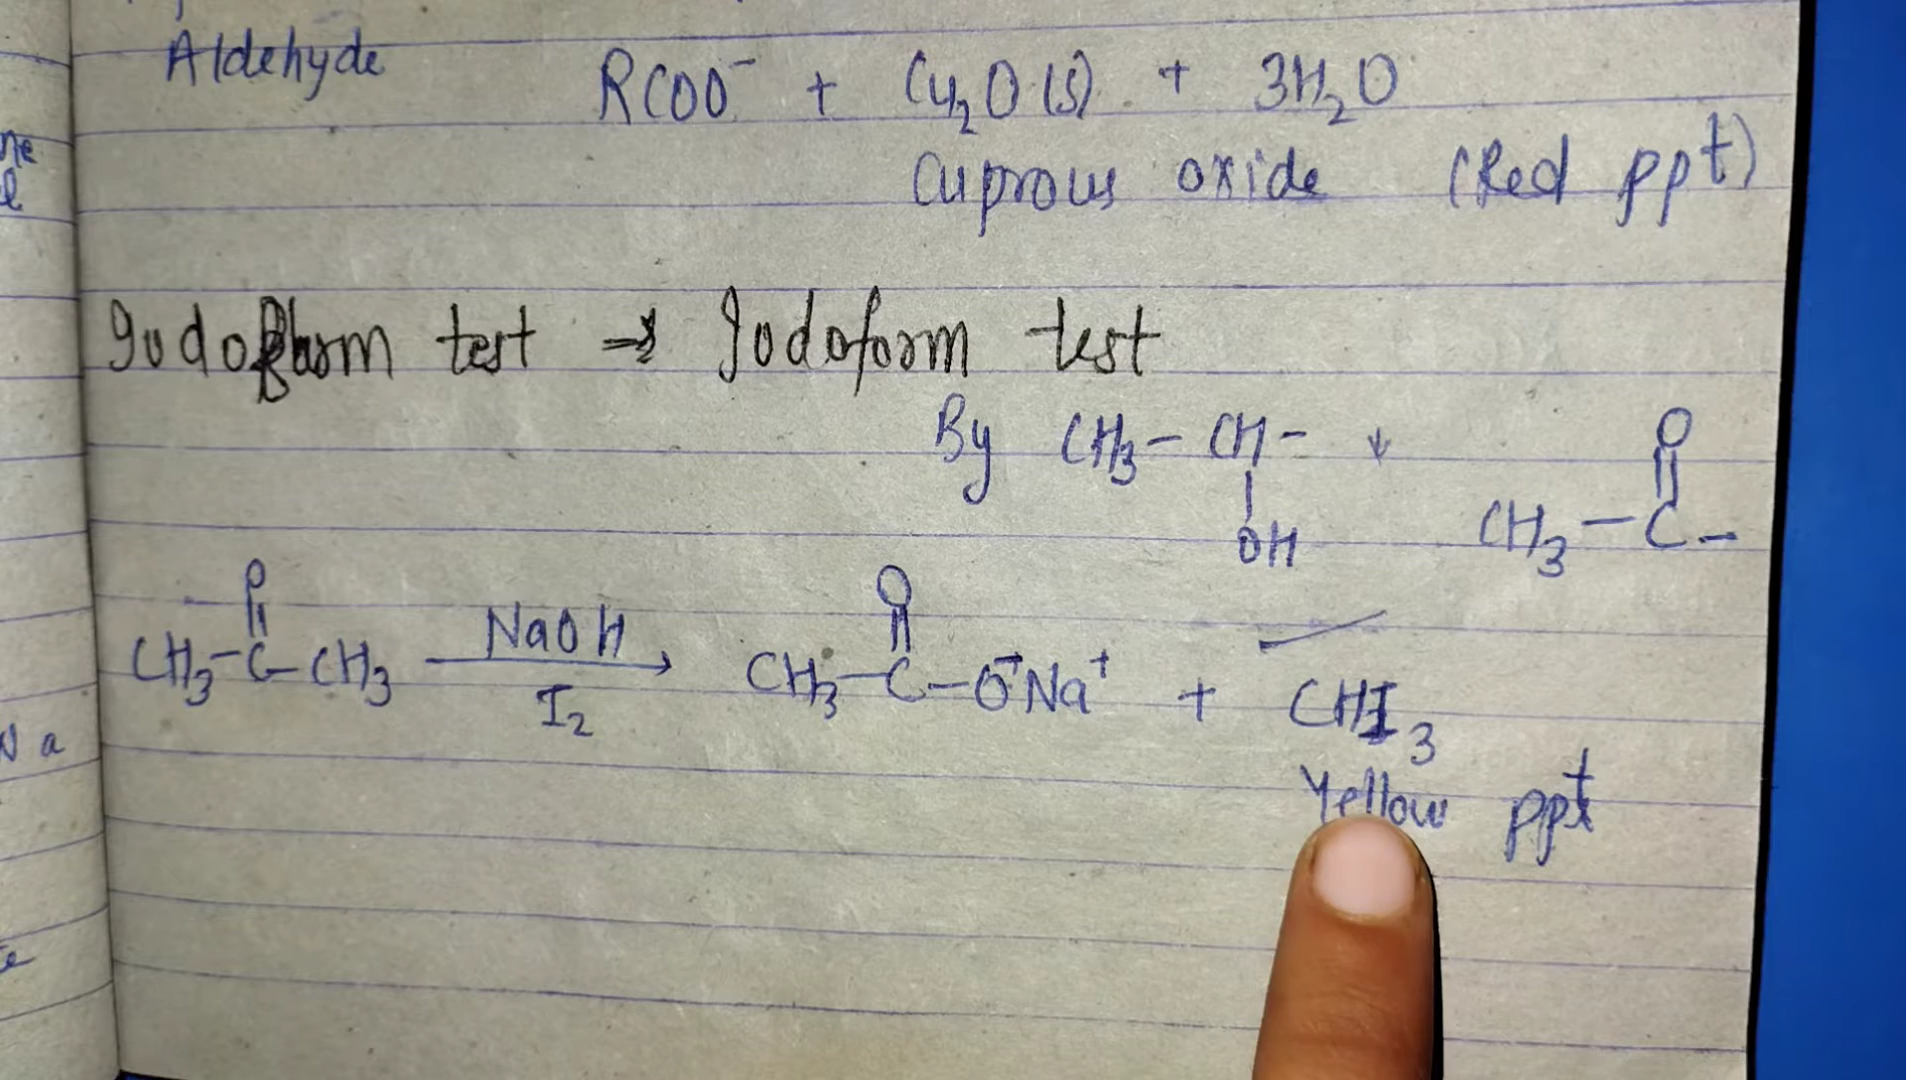 Aldehyde RCOO⁻ + Cu₂O(s) + 3H₂O
Cuprous oxide (Red ppt)
Iodoform test → Iodoform test
By CH₃ – CH –
OH
O
CH₃ – C –
O
CH₃ – C – CH₃ NaOH I₂ → 
O
CH₃ – C – O⁻Na⁺ + CHI₃
Yellow ppt
Na